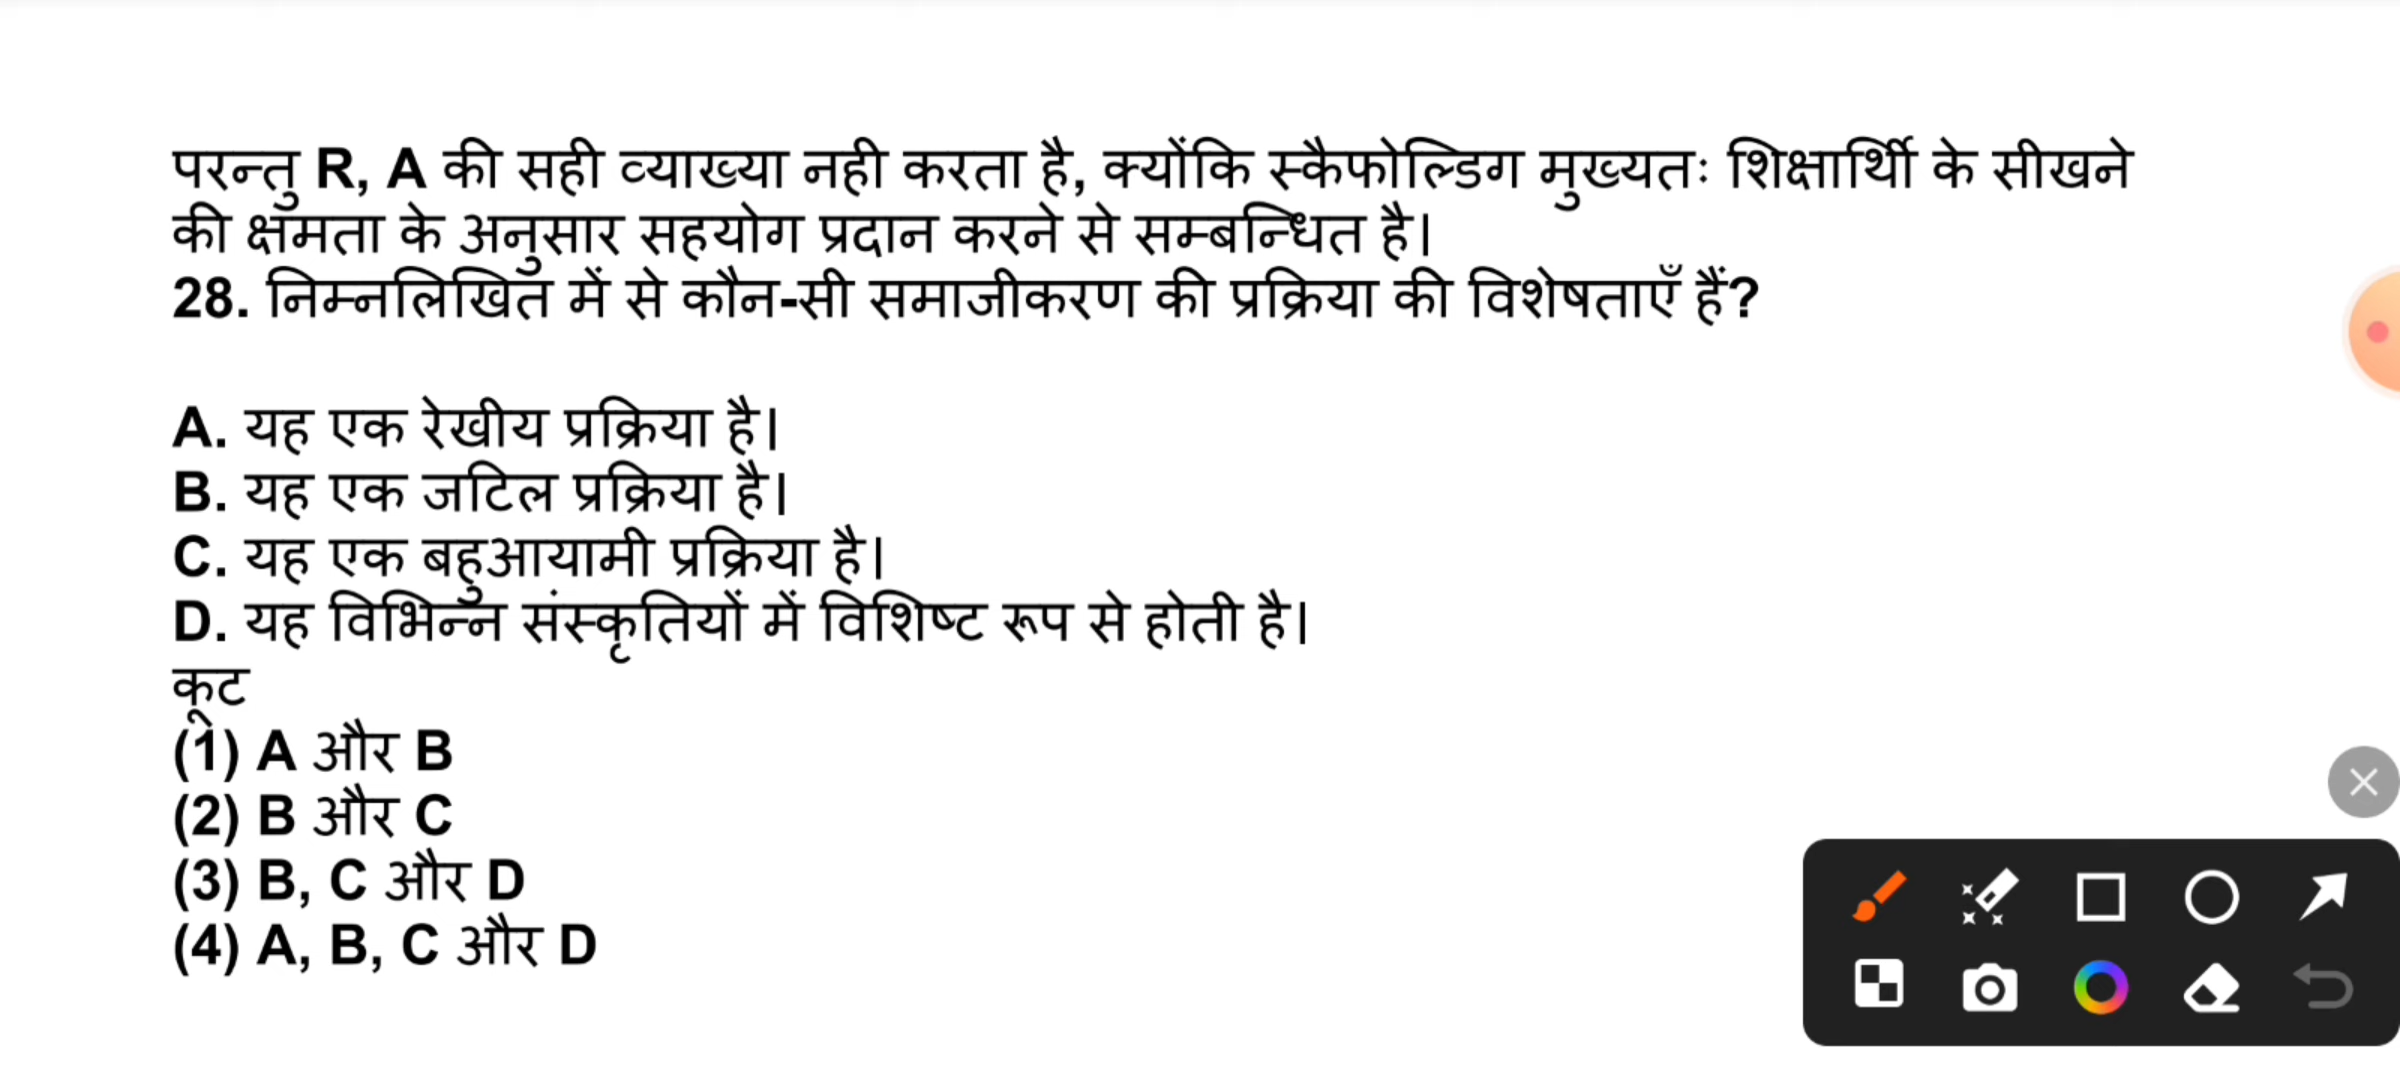 परन्तु R, A की सही व्याख्या नही करता है, क्योंकि स्कैफोल्डिग मुख्यतः शिक्षार्थिी के सीखने
की क्षमता के अनुसार सहयोग प्रदान करने से सम्बन्धित है।
28. निम्नलिखित में से कौन-सी समाजीकरण की प्रक्रिया की विशेषताएँ हैं?
A. यह एक रेखीय प्रक्रिया है।
B. यह एक जटिल प्रक्रिया है।
C. यह एक बहुआयामी प्रक्रिया है।
D. यह विभिन्न संस्कृतियों में विशिष्ट रूप से होती है।
कूट
(1) A और B
(2) B और C
(3) B, C और D
(4) A, B, C और D